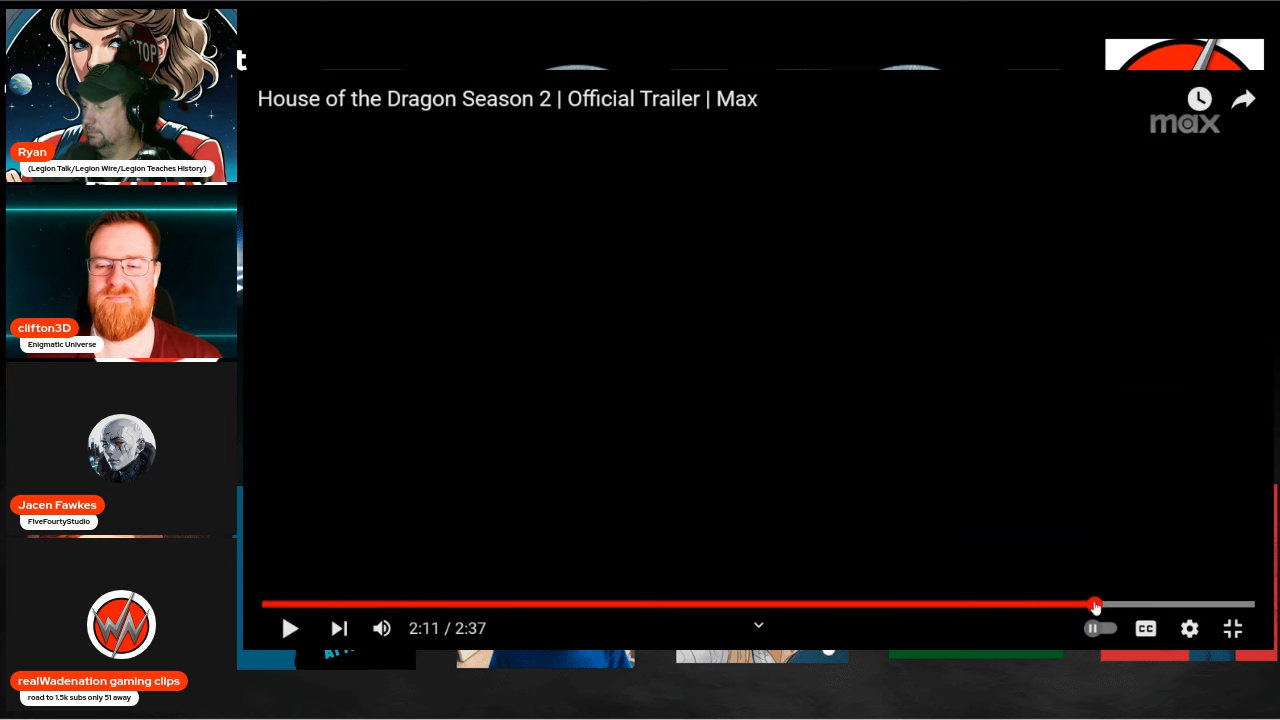 STOP
Ryan
(Legion Talk/Legion Wire/Legion Teaches History)
clifton3D
Enigmatic Universe
Jacen Fawkes
FiveFourtyStudio
realWadenation gaming clips
road to 1.5k subs only 51 away
t
House of the Dragon Season 2 | Official Trailer | Max
max
2:11 / 2:37
CC